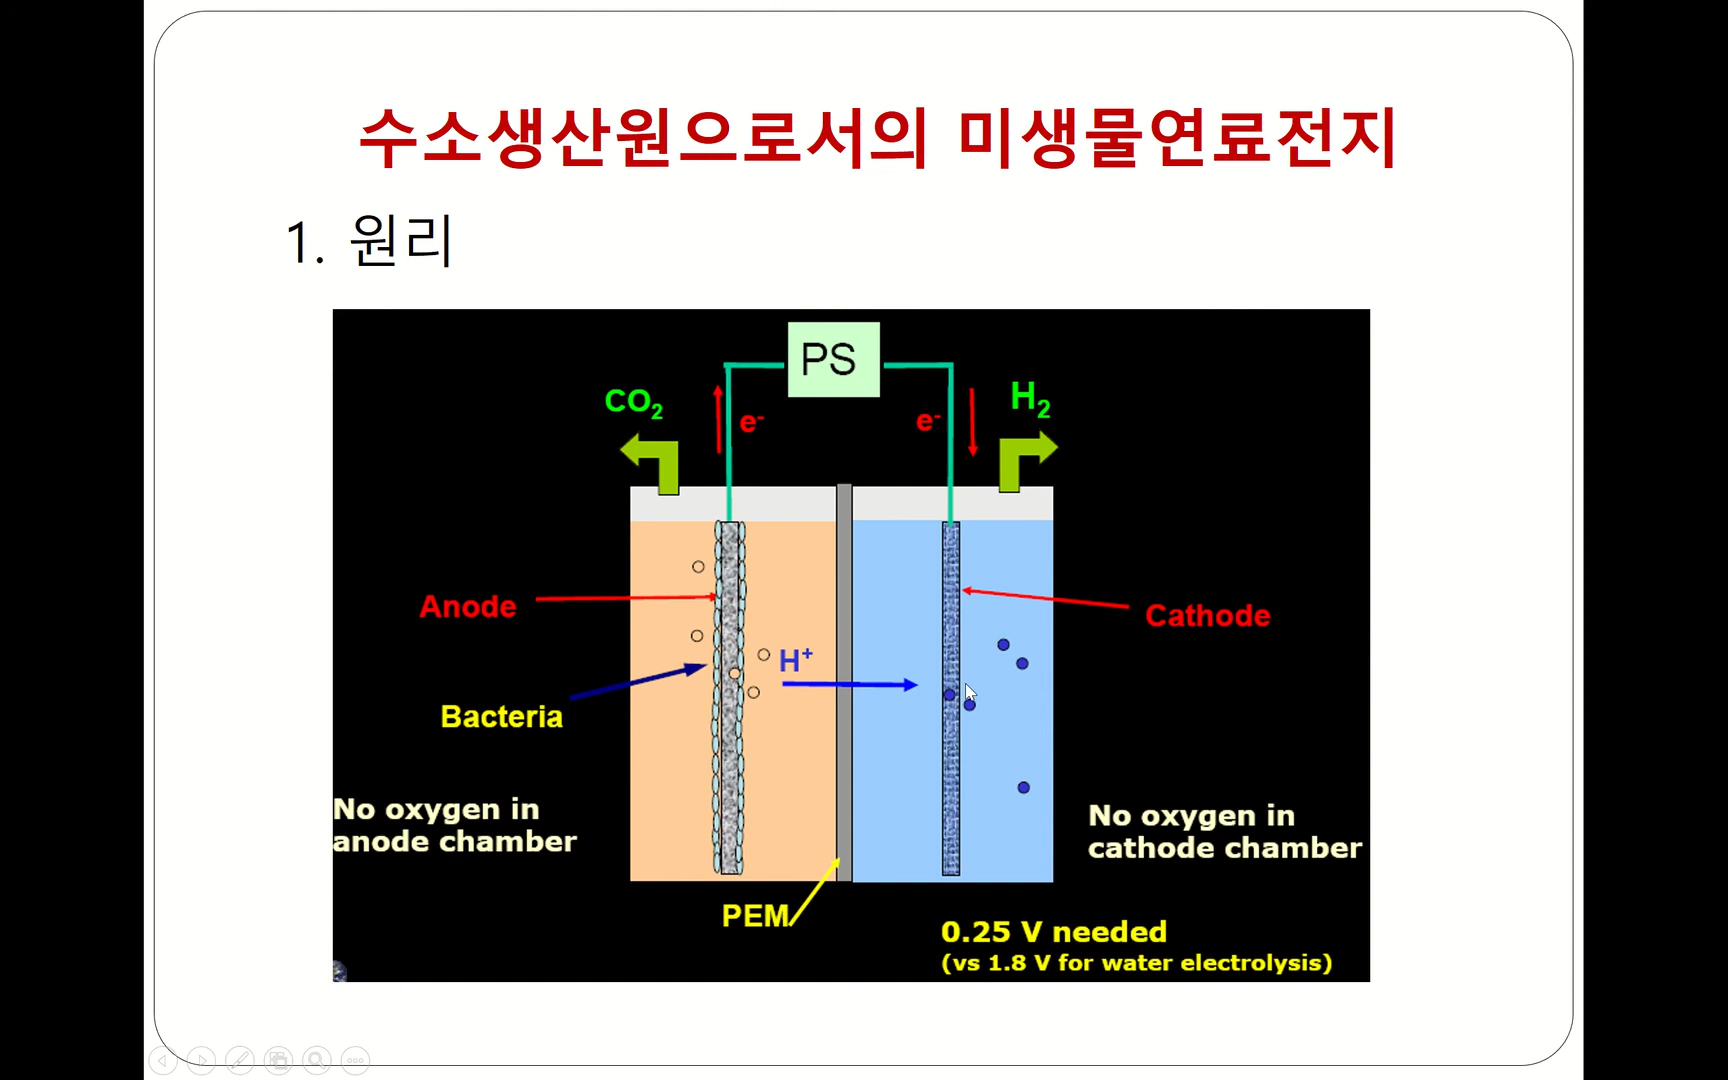 수소생산원으로서의 미생물연료전지
1. 원리
PS
CO₂
e⁻
e⁻
H₂
Anode
Cathode
H⁺
Bacteria
No oxygen in
anode chamber
No oxygen in
cathode chamber
PEM
0.25 V needed
(vs 1.8 V for water electrolysis)